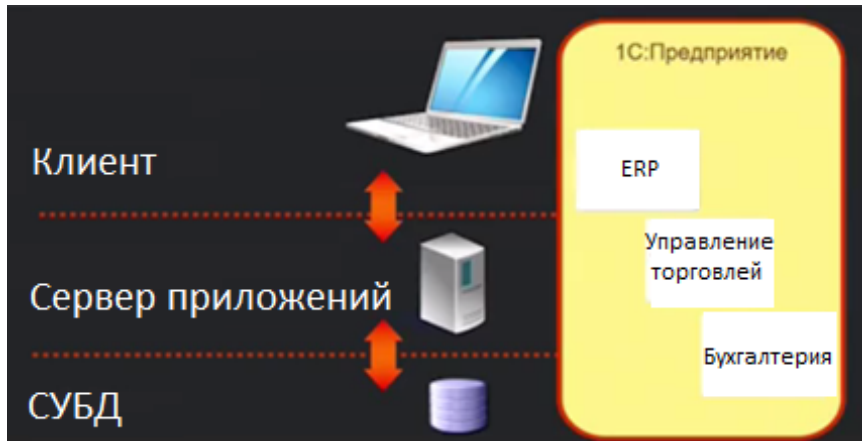 1С:Предприятие
Клиент
ERP
Управление
торговлей
Сервер приложений
Бухгалтерия
СУБД